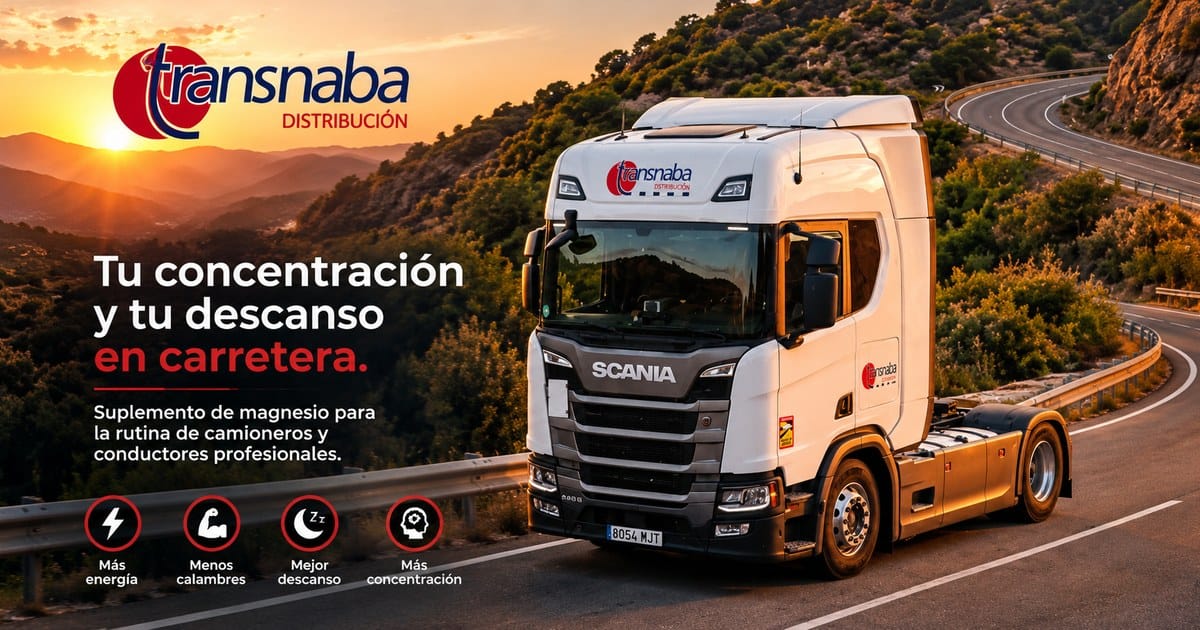 transnaba
DISTRIBUCIÓN
Tu concentración
y tu descanso
en carretera.
Suplemento de magnesio para
la rutina de camioneros y
conductores profesionales.
Más
energía
Menos
calambres
Zz
Mejor
descanso
Más
concentración
transnaba
DISTRIBUCIÓN
SCANIA
8054 MJT
transnaba